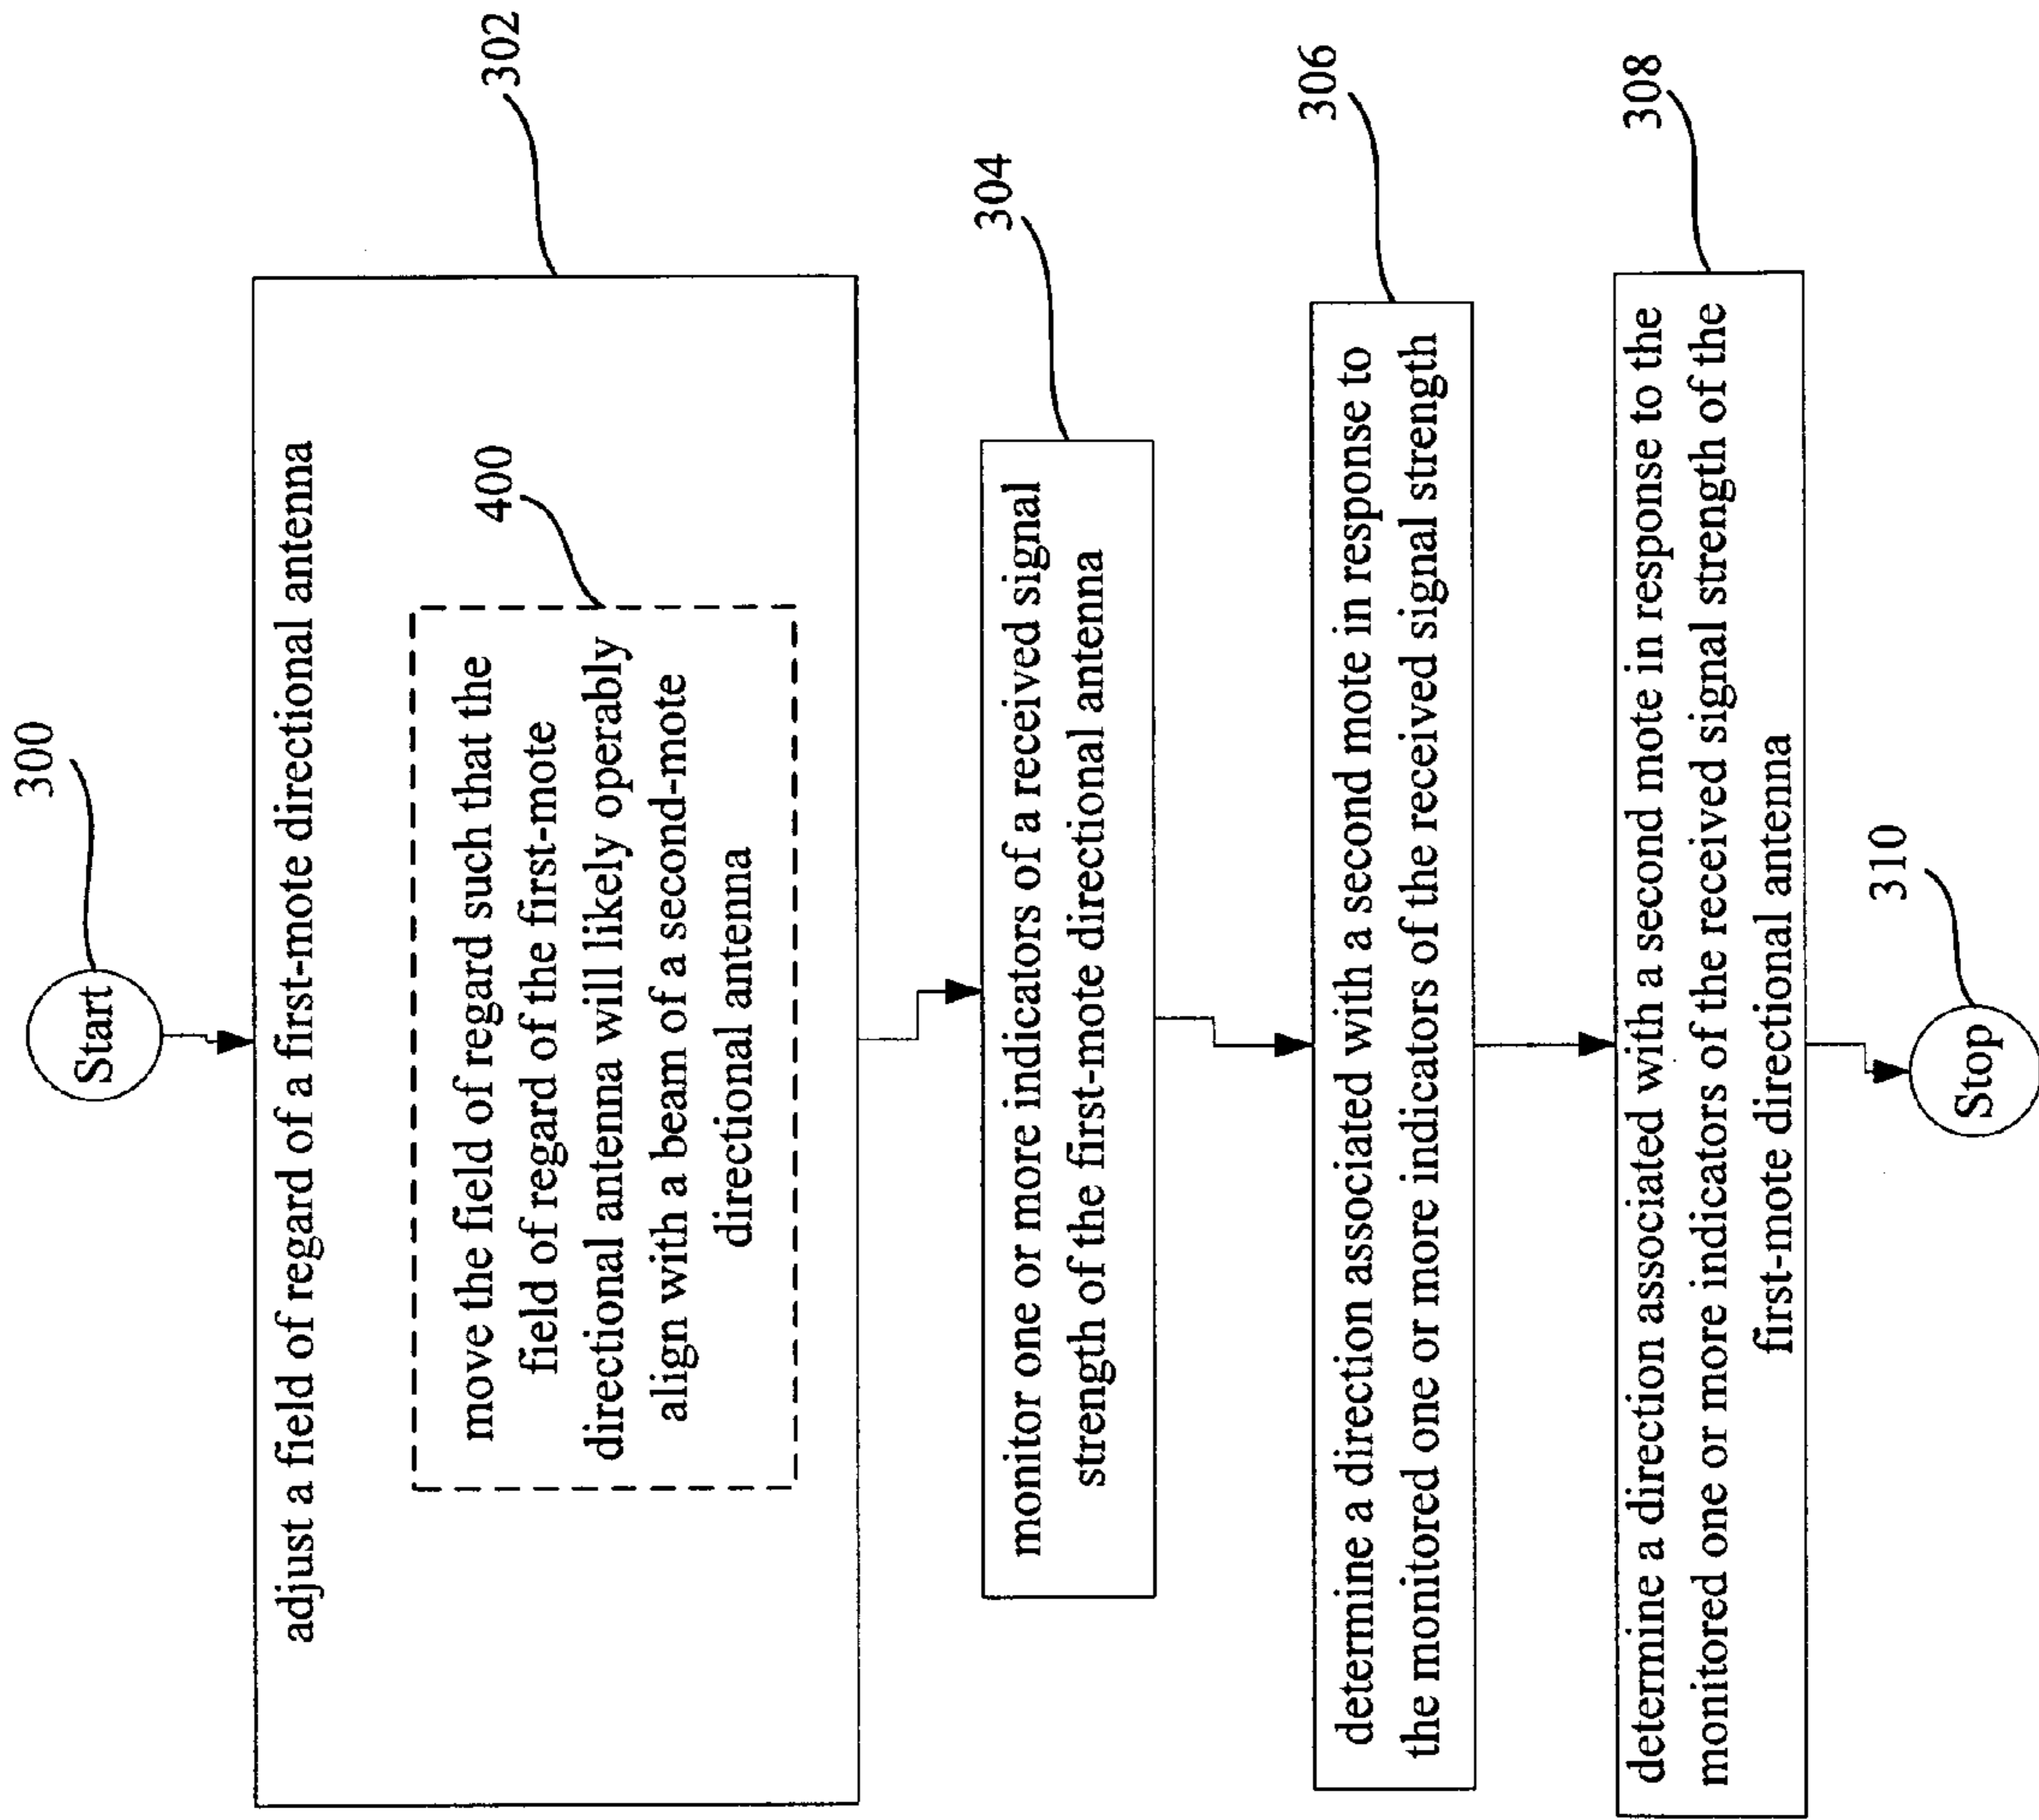 300
Start
302
adjust a field of regard of a first-mote directional antenna
400
move the field of regard such that the
field of regard of the first-mote
directional antenna will likely operably
align with a beam of a second-mote
directional antenna
304
monitor one or more indicators of a received signal
strength of the first-mote directional antenna
306
determine a direction associated with a second mote in response to
the monitored one or more indicators of the received signal strength
308
determine a direction associated with a second mote in response to the
monitored one or more indicators of the received signal strength of the
first-mote directional antenna
310
Stop